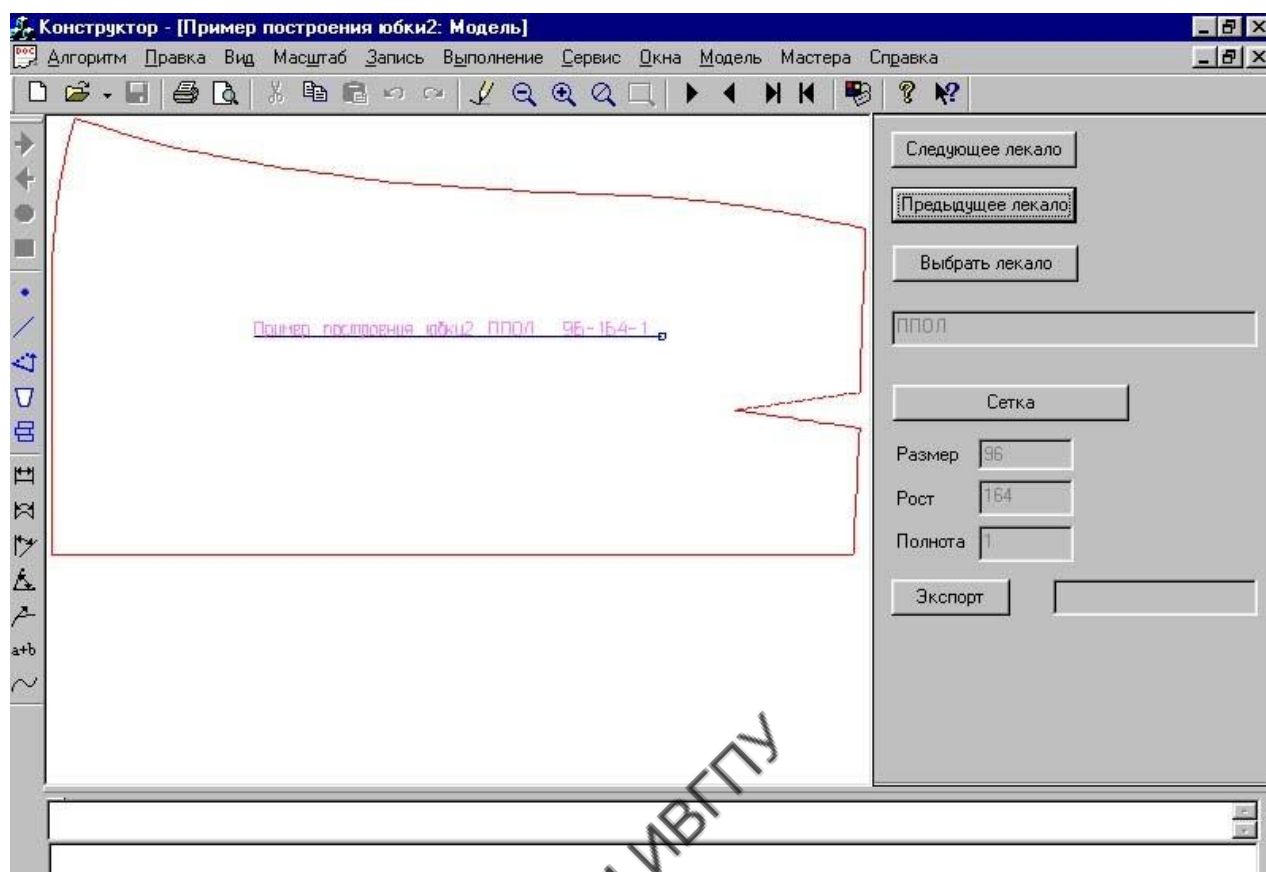 Конструктор - [Пример построения юбки2: Модель]
Алгоритм Правка Вид Масштаб Запись Выполнение Сервис Окна Модель Мастера Справка
Следующее лекало
Предыдущее лекало
Выбрать лекало
Пример построения юбки2 ППОЛ 96-164-1
ППОЛ
Сетка
Размер 96
Рост 164
Полнота 1
Экспорт
a+b
ИВГПУ